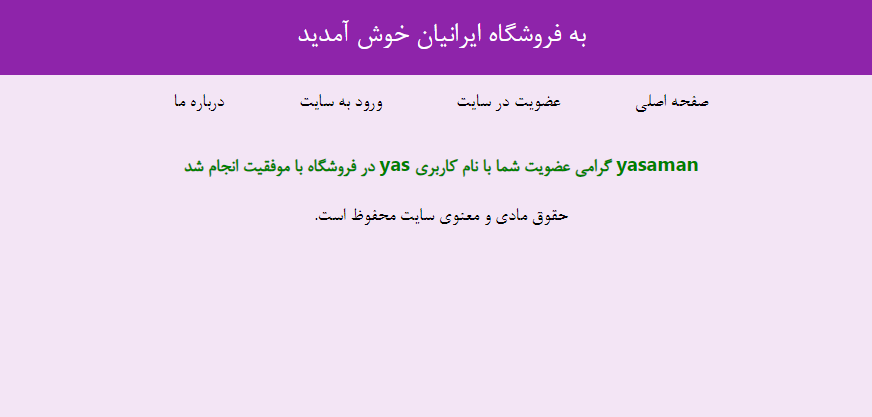 به فروشگاه ایرانیان خوش آمدید
صفحه اصلی عضویت در سایت ورود به سایت درباره ما
yasaman گرامی عضویت شما با نام کاربری yas در فروشگاه با موفقیت انجام شد
حقوق مادی و معنوی سایت محفوظ است.